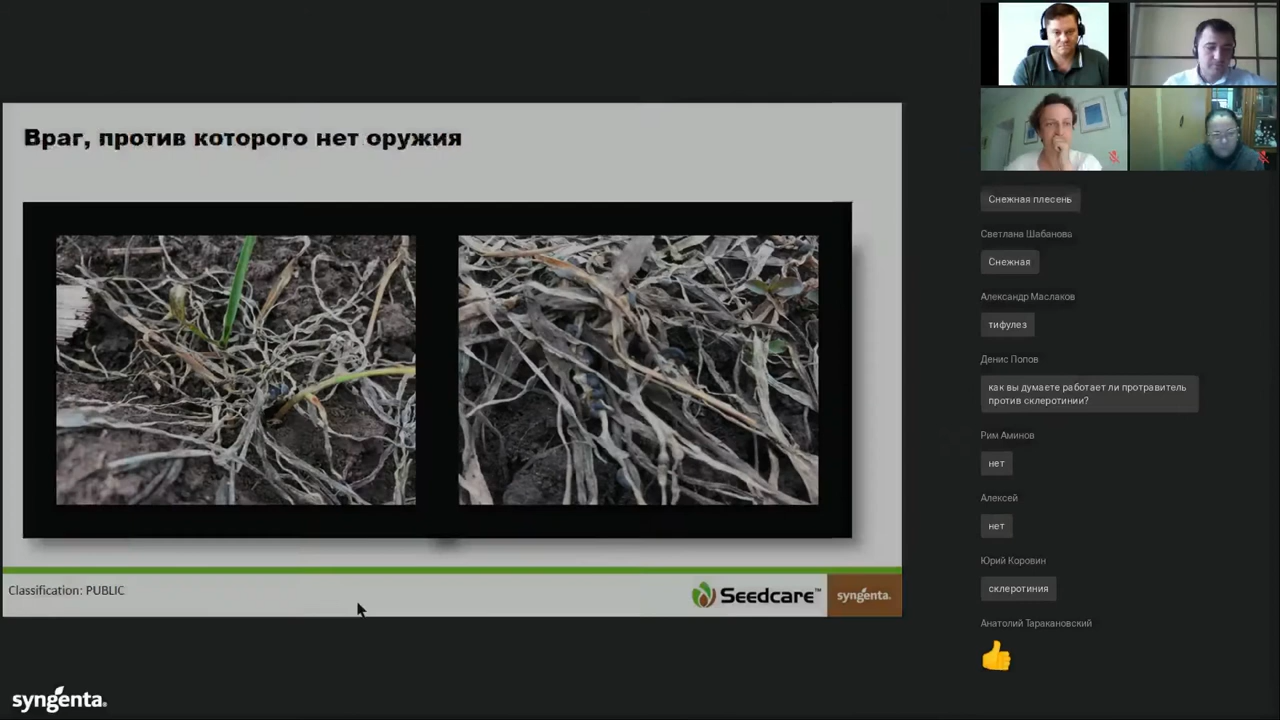 Враг, против которого нет оружия
Classification: PUBLIC
Seedcare™
syngenta.
syngenta.
Снежная плесень
Светлана Шабанова
Снежная
Александр Маслаков
тифулез
Денис Попов
как вы думаете работает ли протравитель
против склеротинии?
Рим Аминов
нет
Алексей
нет
Юрий Коровин
склеротиния
Анатолий Таракановский